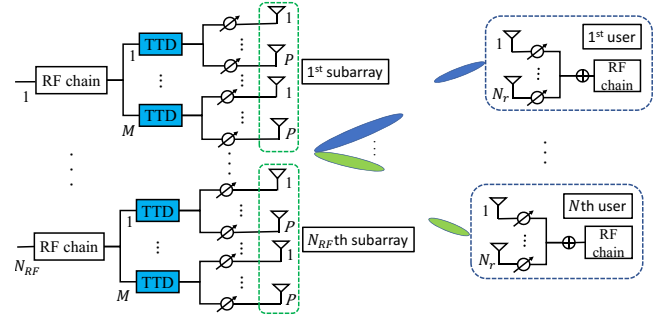 1
1 RF chain 1 TTD
P
1st subarray
M TTD 1
P
1 1st user
Nr RF chain
NRF RF chain 1 TTD 1
P
NRFth subarray
M TTD 1
P
1 Nth user
Nr RF chain